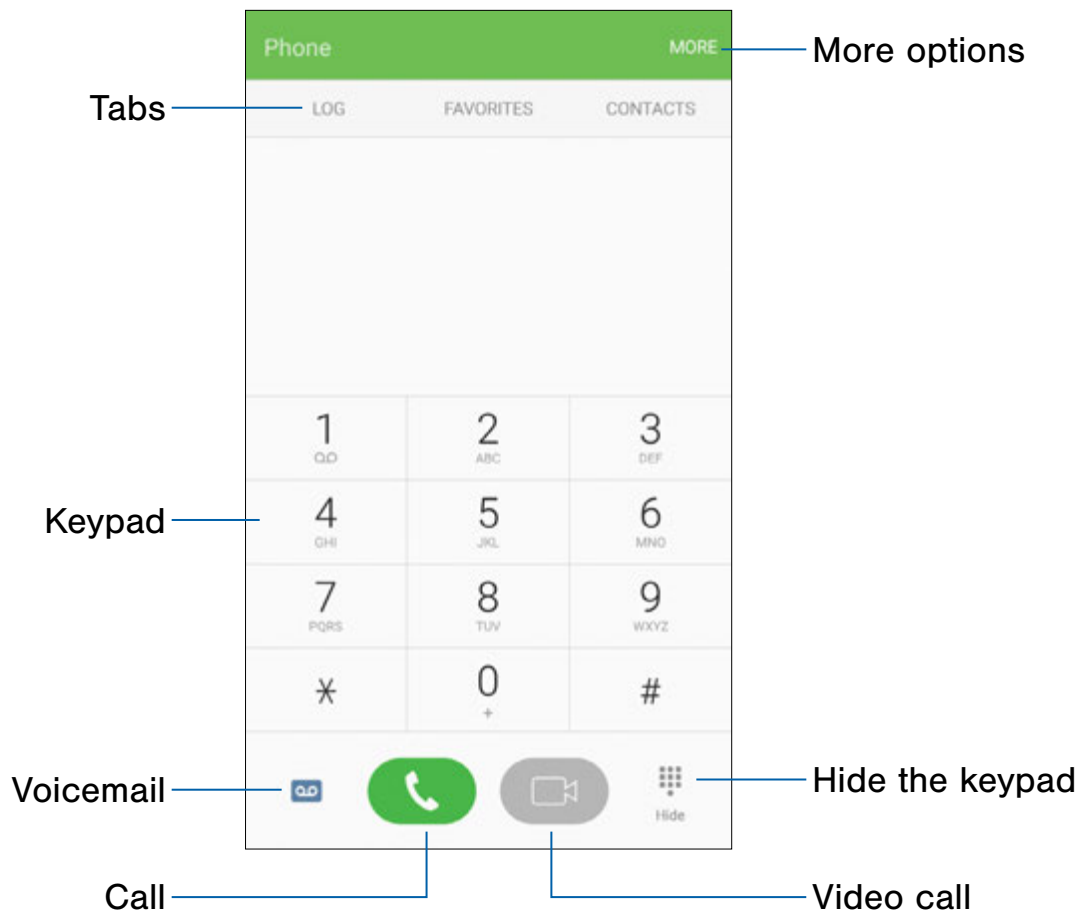 Phone MORE
More options
Tabs
LOG FAVORITES CONTACTS
1 2 3
ABC DEF
Keypad
4 5 6
GHI JKL MNO
7 8 9
PQRS TUV WXYZ
* 0 #
+
Voicemail
Hide the keypad
Hide
Call
Video call